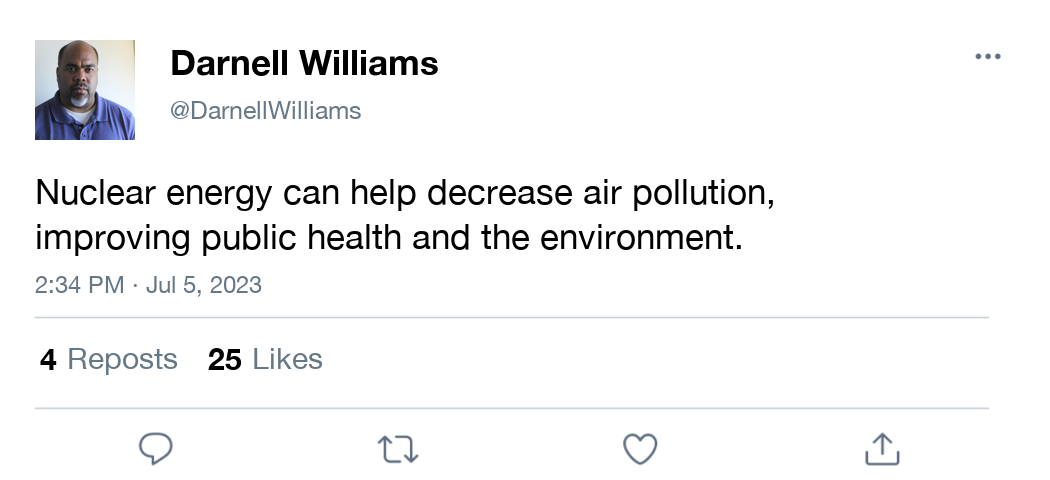 Darnell Williams
@DarnellWilliams
Nuclear energy can help decrease air pollution,
improving public health and the environment.
2:34 PM · Jul 5, 2023
4 Reposts 25 Likes